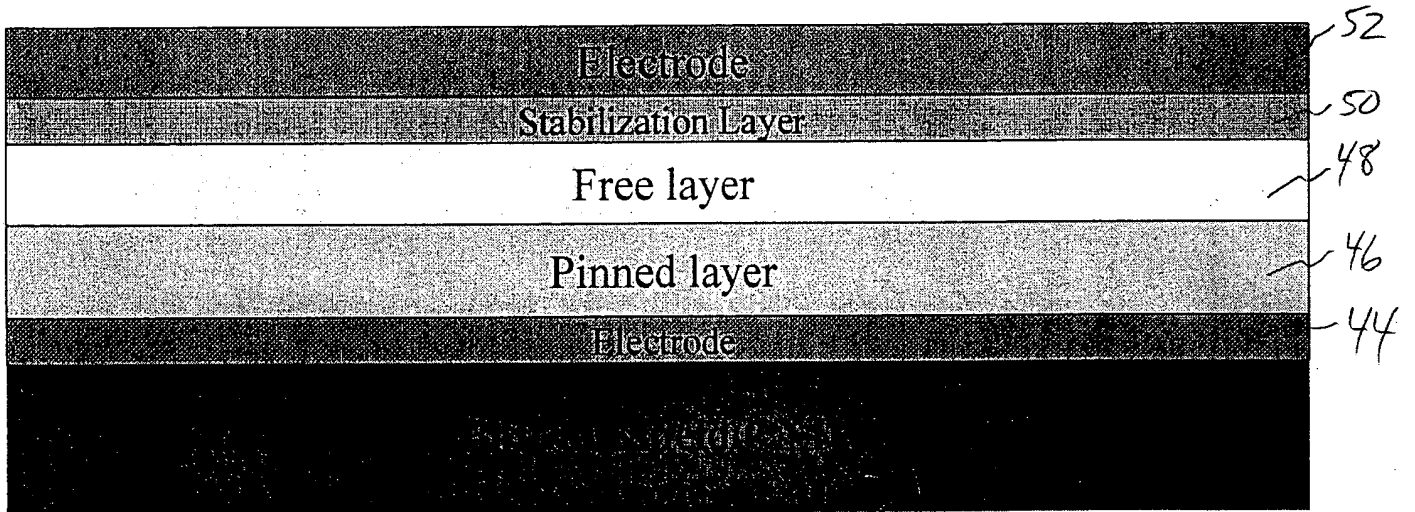 Electrode 52
Stabilization Layer 50
Free layer 48
Pinned layer 46
Electrode 44